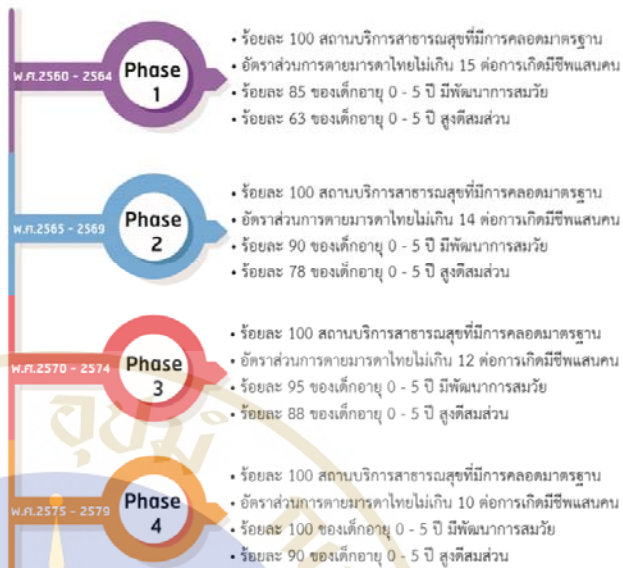 พ.ศ.2560 - 2564
Phase
1
• ร้อยละ 100 สถานบริการสาธารณสุขที่มีการคลอดมาตรฐาน
• อัตราส่วนการตายมารดาไทยไม่เกิน 15 ต่อการเกิดมีชีพแสนคน
• ร้อยละ 85 ของเด็กอายุ 0 - 5 ปี มีพัฒนาการสมวัย
• ร้อยละ 63 ของเด็กอายุ 0 - 5 ปี สูงดีสมส่วน
พ.ศ.2565 - 2569
Phase
2
• ร้อยละ 100 สถานบริการสาธารณสุขที่มีการคลอดมาตรฐาน
• อัตราส่วนการตายมารดาไทยไม่เกิน 14 ต่อการเกิดมีชีพแสนคน
• ร้อยละ 90 ของเด็กอายุ 0 - 5 ปี มีพัฒนาการสมวัย
• ร้อยละ 78 ของเด็กอายุ 0 - 5 ปี สูงดีสมส่วน
พ.ศ.2570 - 2574
Phase
3
• ร้อยละ 100 สถานบริการสาธารณสุขที่มีการคลอดมาตรฐาน
• อัตราส่วนการตายมารดาไทยไม่เกิน 12 ต่อการเกิดมีชีพแสนคน
• ร้อยละ 95 ของเด็กอายุ 0 - 5 ปี มีพัฒนาการสมวัย
• ร้อยละ 88 ของเด็กอายุ 0 - 5 ปี สูงดีสมส่วน
พ.ศ.2575 - 2579
Phase
4
• ร้อยละ 100 สถานบริการสาธารณสุขที่มีการคลอดมาตรฐาน
• อัตราส่วนการตายมารดาไทยไม่เกิน 10 ต่อการเกิดมีชีพแสนคน
• ร้อยละ 100 ของเด็กอายุ 0 - 5 ปี มีพัฒนาการสมวัย
• ร้อยละ 90 ของเด็กอายุ 0 - 5 ปี สูงดีสมส่วน